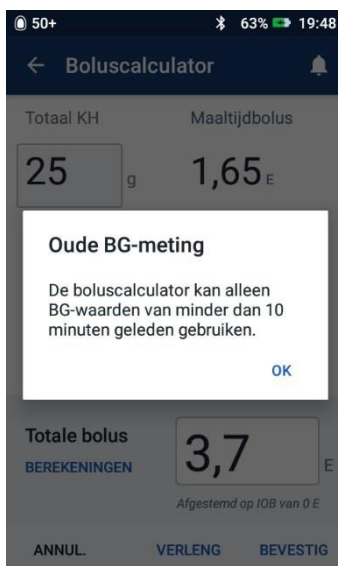 50+ 63% 19:48
Boluscalculator
Totaal KH Maaltijdbolus
25 g 1,65 E
Oude BG-meting
De boluscalculator kan alleen
BG-waarden van minder dan 10
minuten geleden gebruiken.
OK
Totale bolus
BEREKENINGEN
3,7 E
Afgestemd op IOB van 0 E
ANNUL. VERLENG BEVESTIG